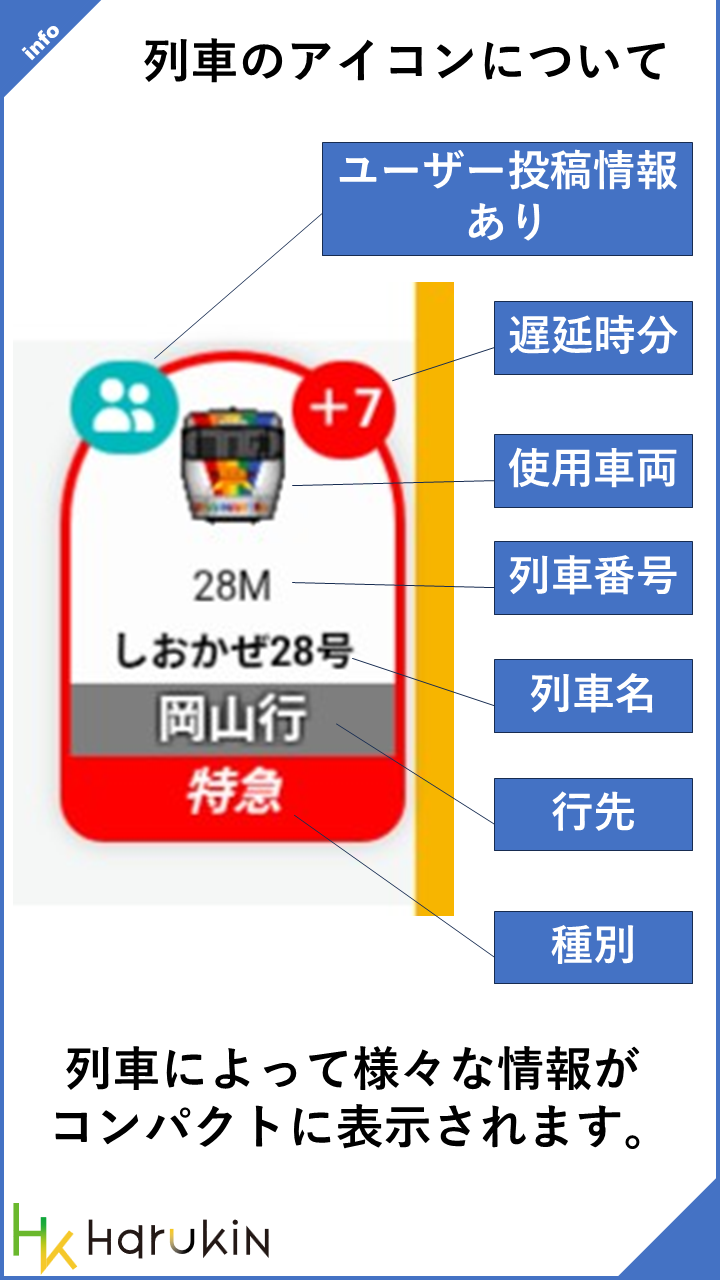 info
列車のアイコンについて
ユーザー投稿情報
あり
遅延時分
+7
使用車両
28M
列車番号
しおかぜ28号
列車名
岡山行
行先
特急
種別
列車によって様々な情報が
コンパクトに表示されます。
HK HaruKiN